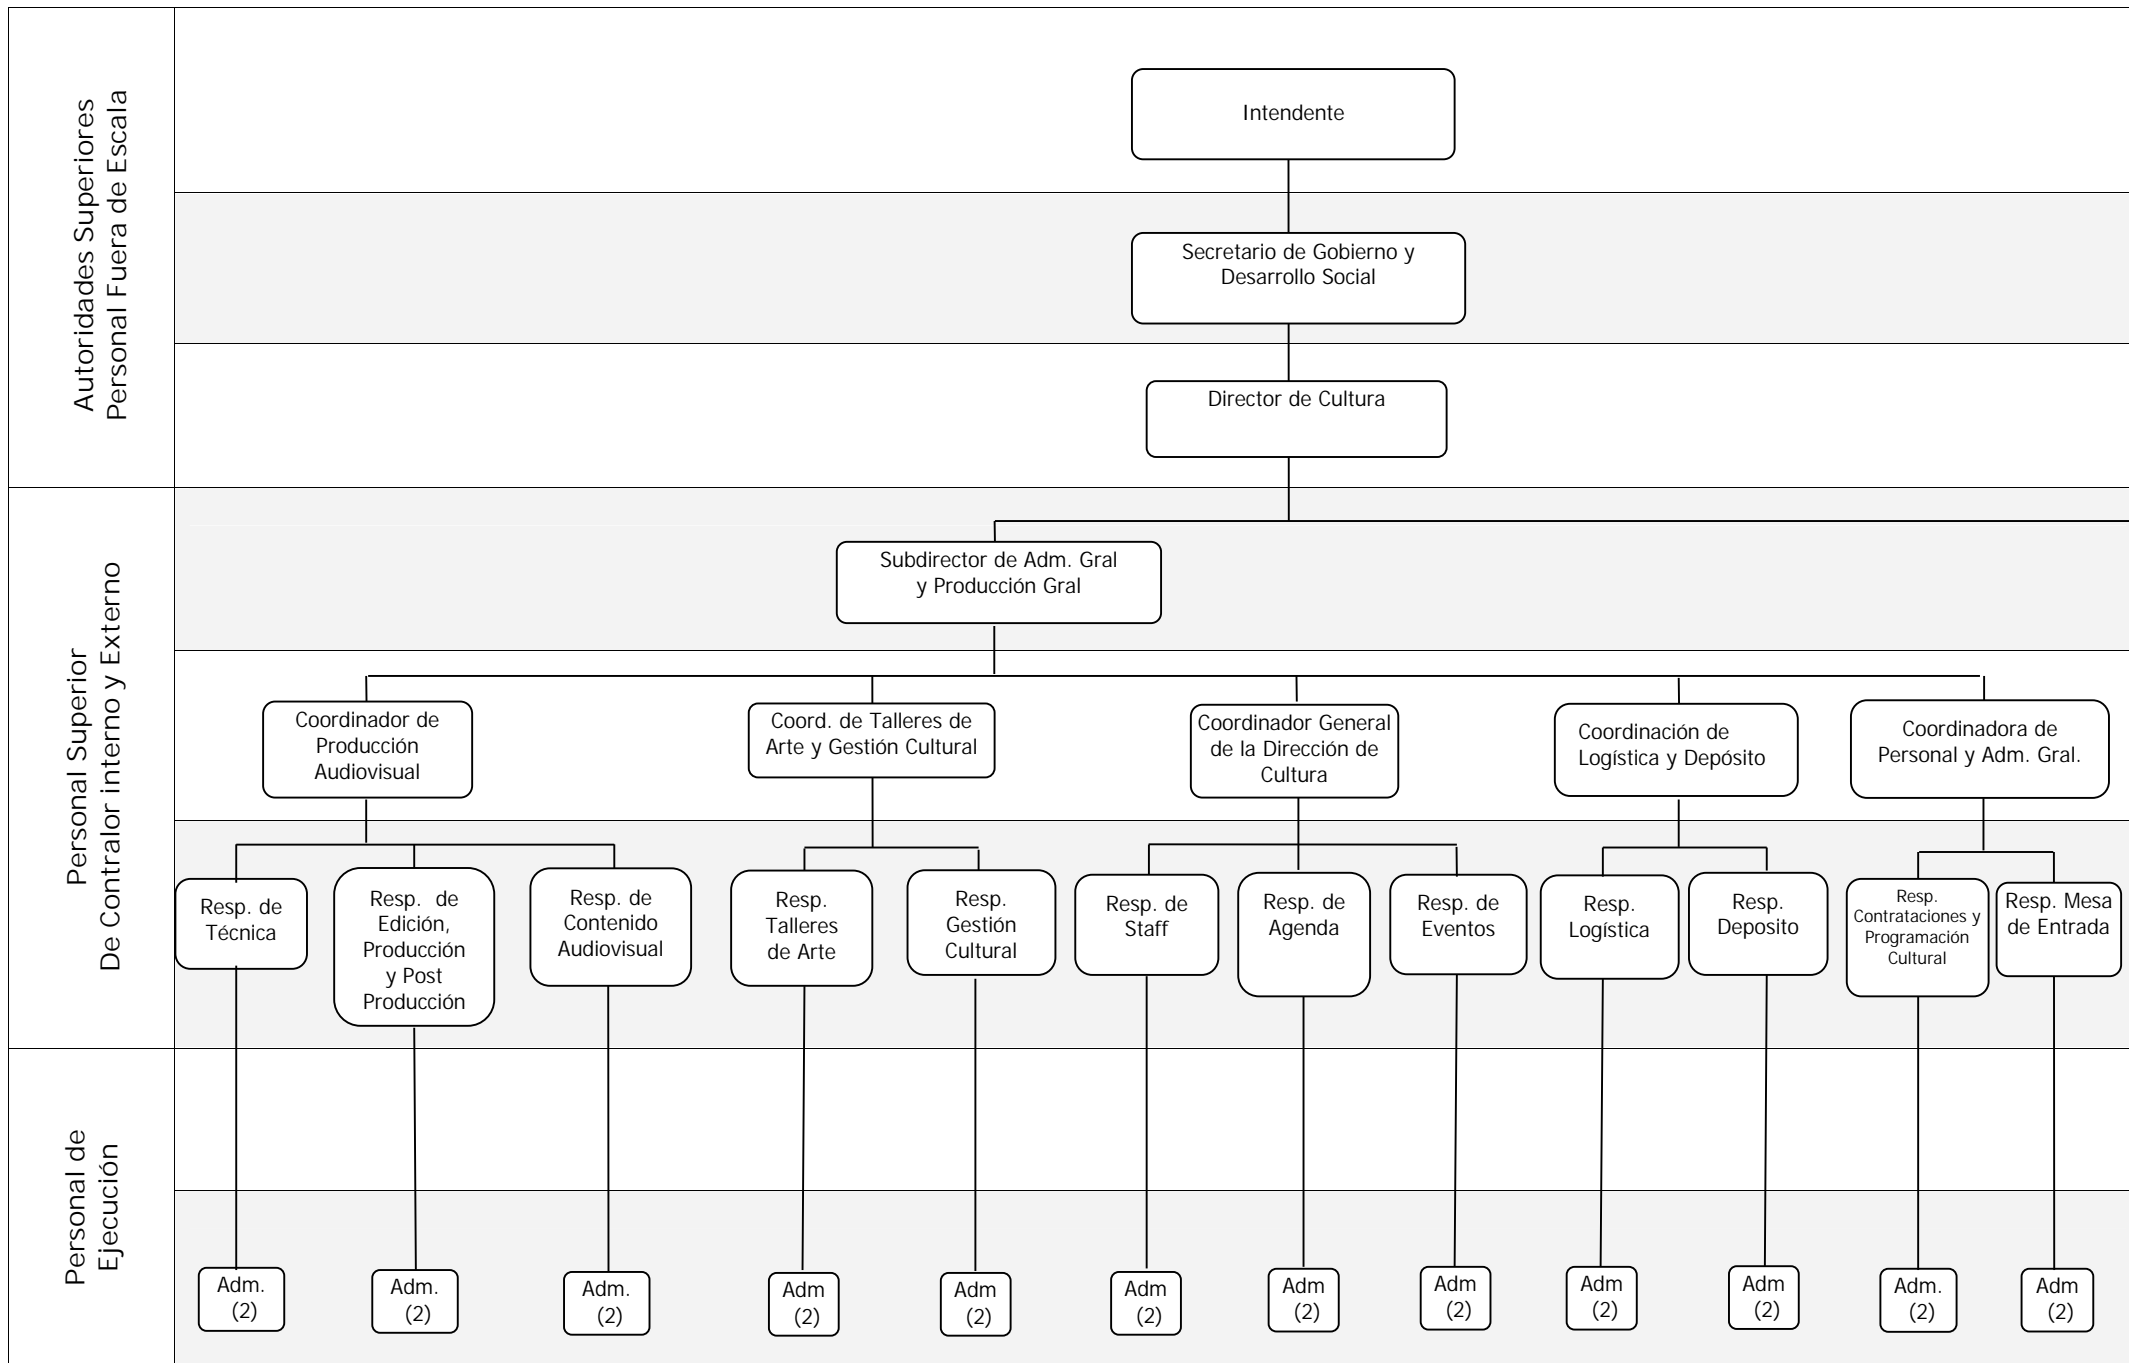 Autoridades Superiores
Personal Fuera de Escala
Intendente
Secretario de Gobierno y
Desarrollo Social
Director de Cultura
Personal Superior
De Contralor interno y Externo
Subdirector de Adm. Gral
y Producción Gral
Coordinador de
Producción
Audiovisual
Coord. de Talleres de
Arte y Gestión Cultural
Coordinador General
de la Dirección de
Cultura
Coordinación de
Logística y Depósito
Coordinadora de
Personal y Adm. Gral.
Resp. de
Técnica
Resp. de
Edición,
Producción
y Post
Producción
Resp. de
Contenido
Audiovisual
Resp.
Talleres
de Arte
Resp.
Gestión
Cultural
Resp. de
Staff
Resp. de
Agenda
Resp. de
Eventos
Resp.
Logística
Resp.
Deposito
Resp.
Contrataciones y
Programación
Cultural
Resp. Mesa
de Entrada
Personal de
Ejecución
Adm.
(2)
Adm.
(2)
Adm.
(2)
Adm
(2)
Adm
(2)
Adm
(2)
Adm
(2)
Adm
(2)
Adm
(2)
Adm
(2)
Adm.
(2)
Adm
(2)